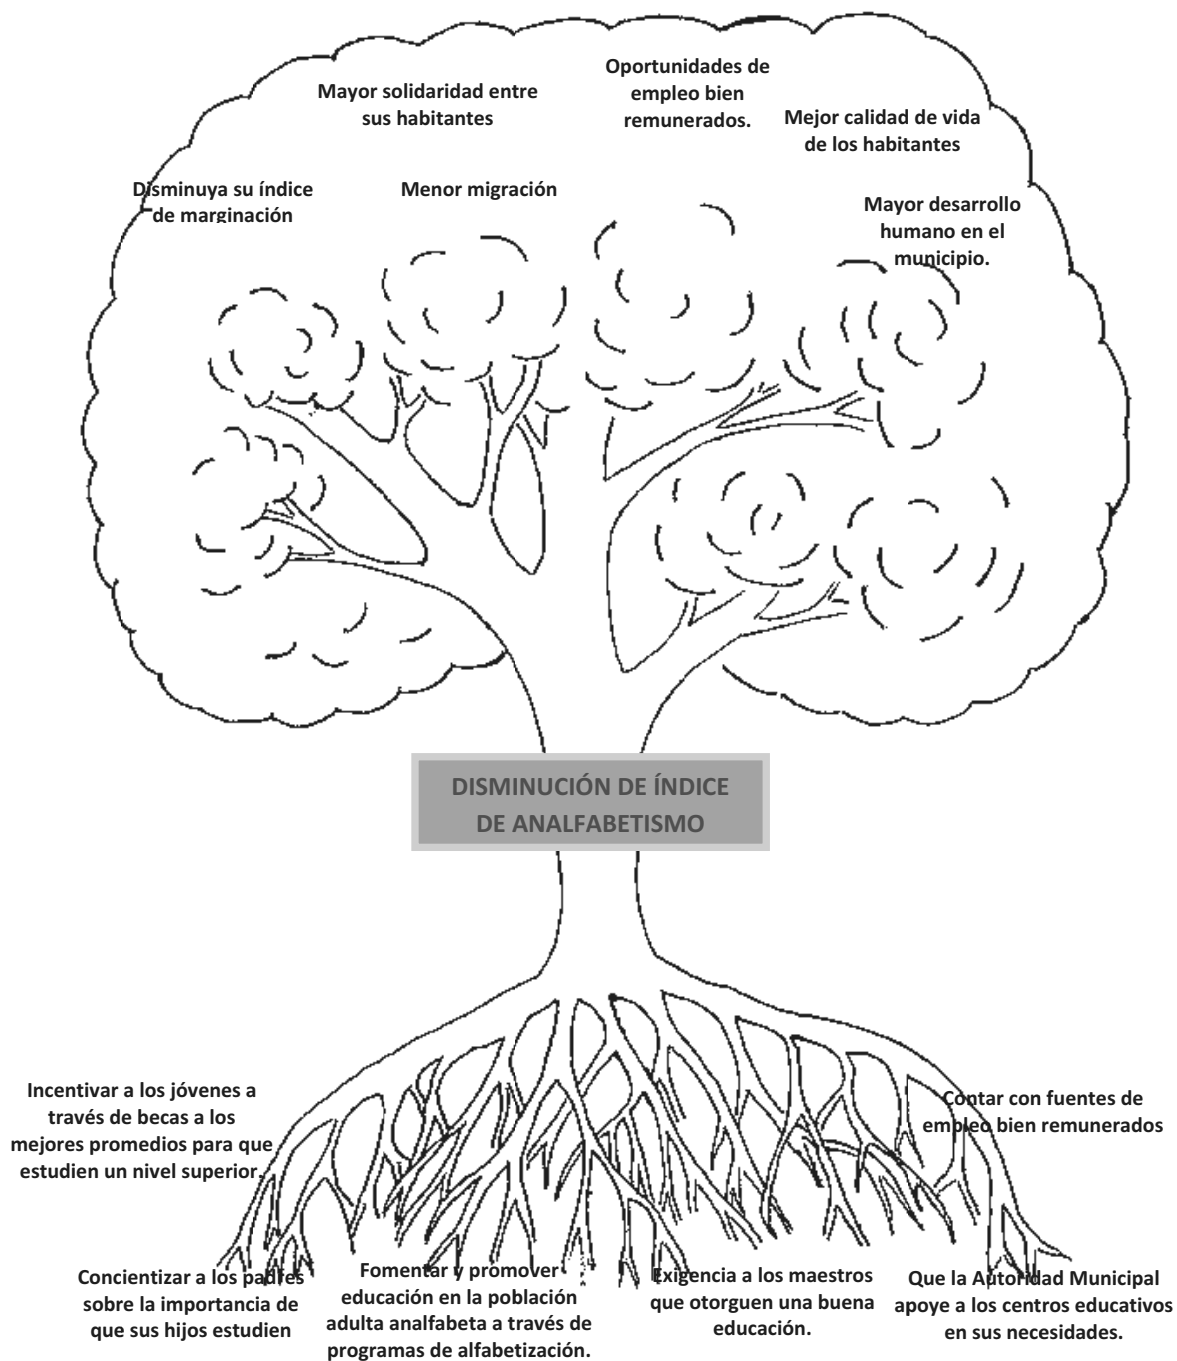 Oportunidades de
empleo bien
remunerados.
Mayor solidaridad entre
sus habitantes
Mejor calidad de vida
de los habitantes
Disminuya su índice
de marginación
Menor migración
Mayor desarrollo
humano en el
municipio.
DISMINUCIÓN DE ÍNDICE
DE ANALFABETISMO
Incentivar a los jóvenes a
través de becas a los
mejores promedios para que
estudien un nivel superior.
Contar con fuentes de
empleo bien remunerados
Concientizar a los padres
sobre la importancia de
que sus hijos estudien
Fomentar y promover
educación en la población
adulta analfabeta a través de
programas de alfabetización.
Exigencia a los maestros
que otorguen una buena
educación.
Que la Autoridad Municipal
apoye a los centros educativos
en sus necesidades.